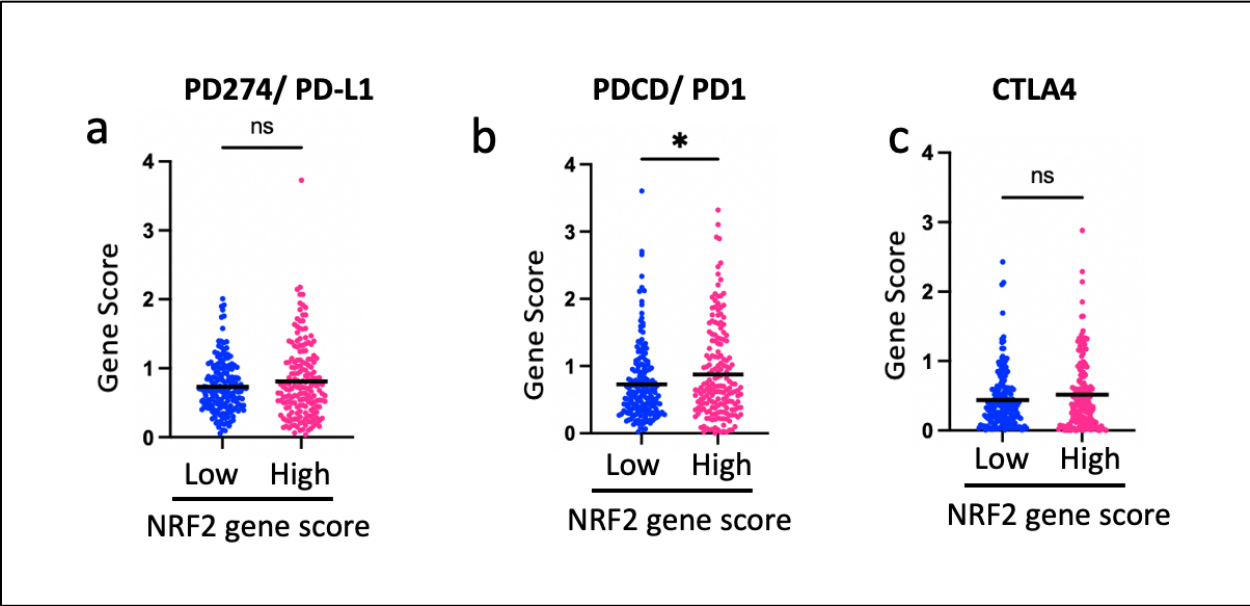 PD274/ PD-L1
PDCD/ PD1
CTLA4
a
ns
4
3
2
1
0
Gene Score
Low High
NRF2 gene score
b
*
4
3
2
1
0
Gene Score
Low High
NRF2 gene score
c
ns
4
3
2
1
0
Gene Score
Low High
NRF2 gene score